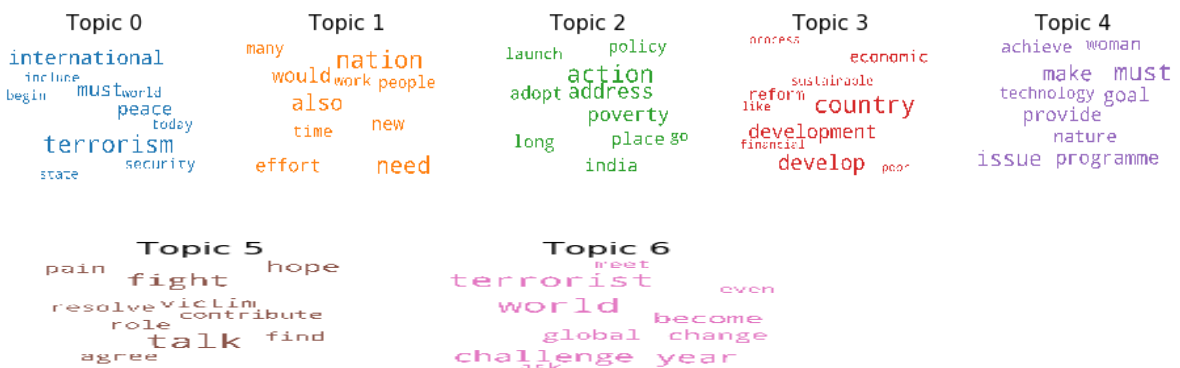 Topic 0
international
include
begin must world
peace
today
terrorism
security
state
Topic 1
many
nation
would work people
also
time new
effort need
Topic 2
launch policy
action
adopt address
poverty
long place go
india
Topic 3
process
economic
sustainable
reform
like country
development
financial
develop poor
Topic 4
achieve woman
make must
technology goal
provide
nature
issue programme
Topic 5
pain hope
fight
resolve victim
contribute
role
talk find
agree
Topic 6
meet
terrorist
even
world
become
global change
challenge year